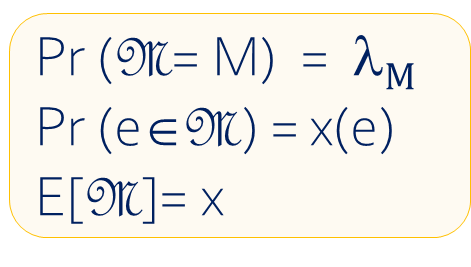 Pr (𝔐= M) = λ_M
Pr (e∈𝔐) = x(e)
E[𝔐]= x